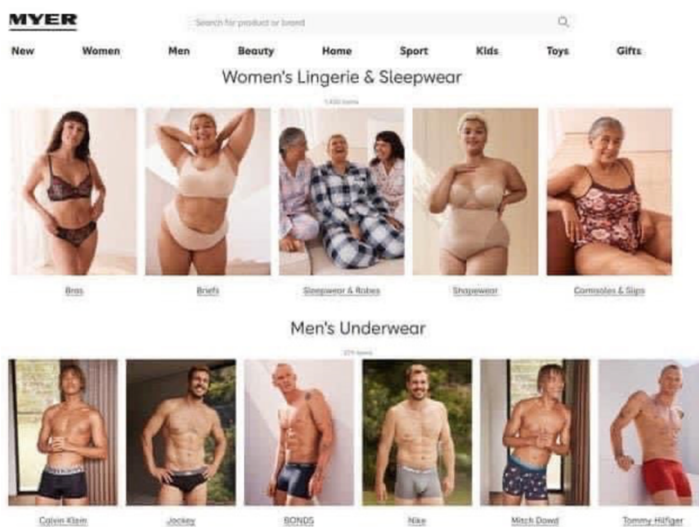 MYER
Search for product or brand
New Women Men Beauty Home Sport Kids Toys Gifts
Women's Lingerie & Sleepwear
Bras Briefs Sleepwear & Robes Shapewear Camisoles & Slips
Men's Underwear
Calvin Klein Jockey BONDS Nike Mitch Dowd Tommy Hilfiger